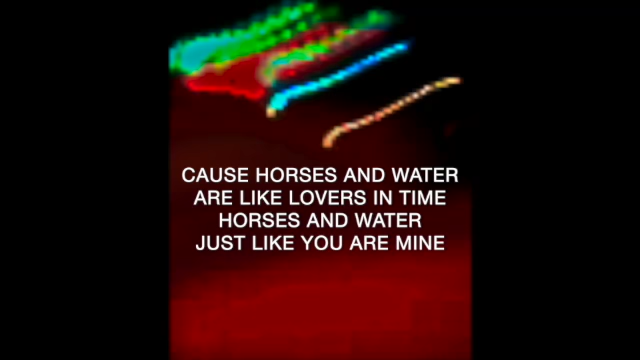 CAUSE HORSES AND WATER
ARE LIKE LOVERS IN TIME
HORSES AND WATER
JUST LIKE YOU ARE MINE